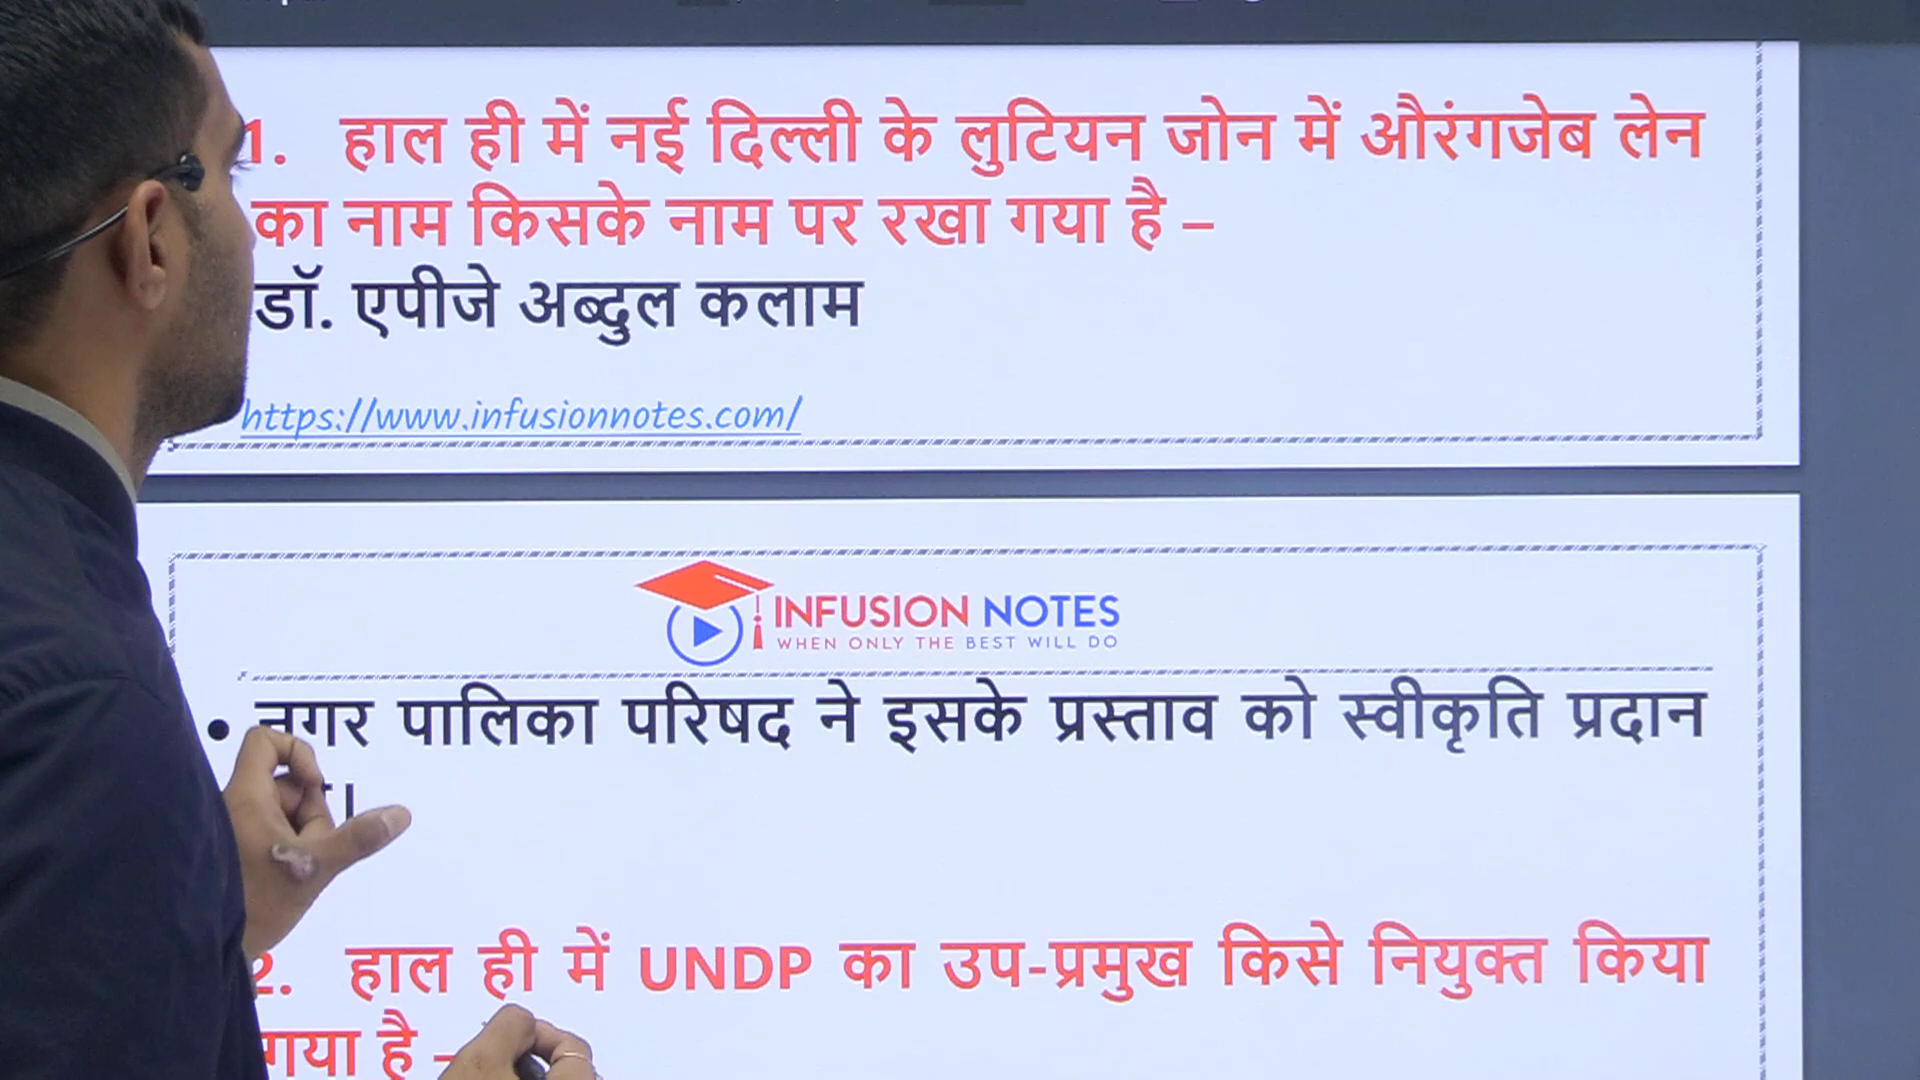 1. हाल ही में नई दिल्ली के लुटियन जोन में औरंगजेब लेन
का नाम किसके नाम पर रखा गया है –
डॉ. एपीजे अब्दुल कलाम
https://www.infusionnotes.com/
INFUSION NOTES
WHEN ONLY THE BEST WILL DO
• नगर पालिका परिषद ने इसके प्रस्ताव को स्वीकृति प्रदान
2. हाल ही में UNDP का उप-प्रमुख किसे नियुक्त किया
गया है –